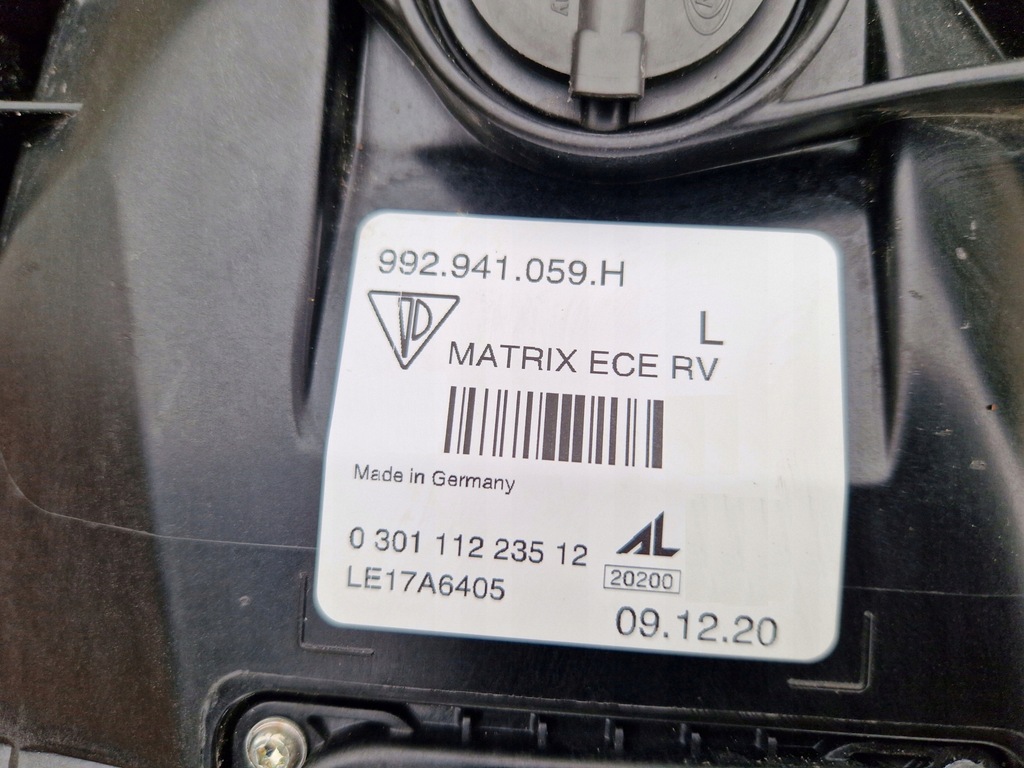 992.941.059.H
L
MATRIX ECE RV
Made in Germany
0 301 112 235 12
AL
LE17A6405
20200
09.12.20